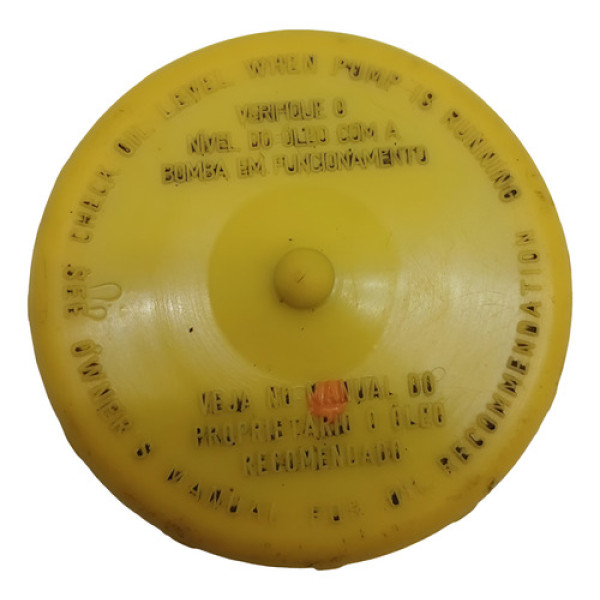 CHECK OIL LEVEL WHEN PUMP IS RUNNING
VERIFIQUE O
NÍVEL DO ÓLEO COM A
BOMBA EM FUNCIONAMENTO
VEJA NO MANUAL DO
PROPRIETÁRIO O ÓLEO
RECOMENDADO
SEE OWNER'S MANUAL FOR OIL RECOMMENDATION